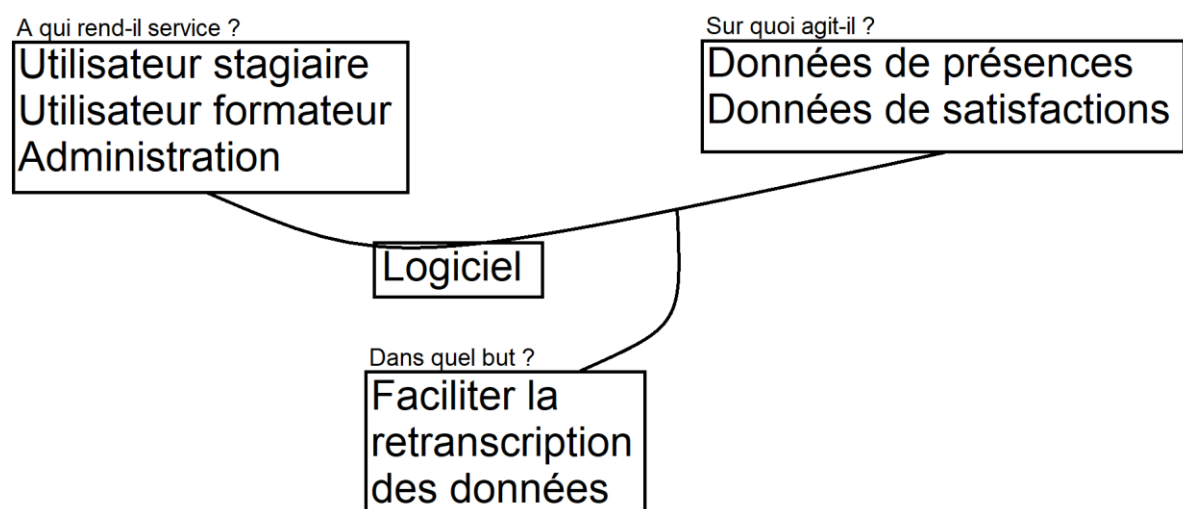 A qui rend-il service ?
Utilisateur stagiaire
Utilisateur formateur
Administration
Sur quoi agit-il ?
Données de présences
Données de satisfactions
Logiciel
Dans quel but ?
Faciliter la
retranscription
des données